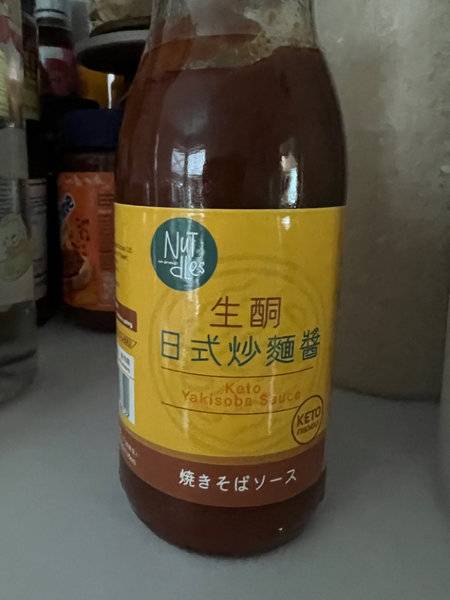 NuT
dles
生酮
日式炒麵醬
Keto
Yakisoba Sauce
KETO
焼きそばソース